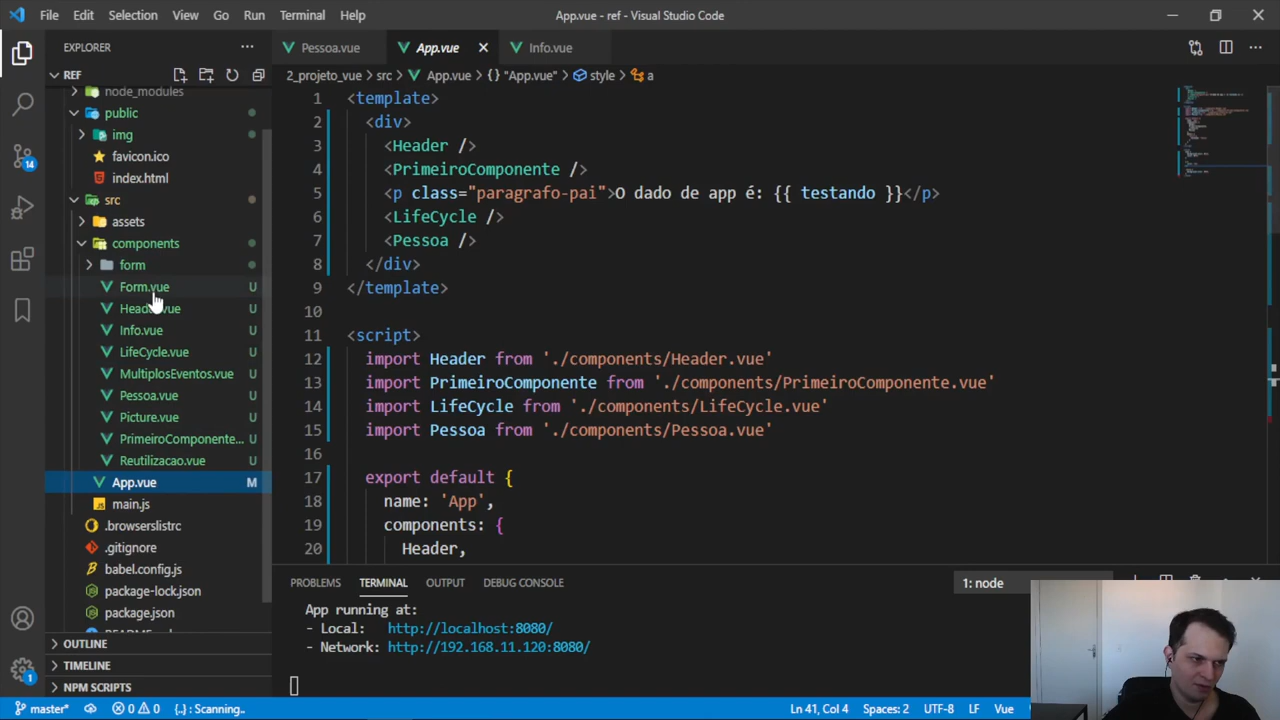 File Edit Selection View Go Run Terminal Help App.vue - ref - Visual Studio Code
EXPLORER
Pessoa.vue App.vue Info.vue
REF
2_projeto_vue > src > App.vue > {} "App.vue" > style > a
node_modules
public
img
favicon.ico
index.html
src
assets
components
form
Form.vue U
Header.vue U
Info.vue U
LifeCycle.vue U
MultiplosEventos.vue U
Pessoa.vue U
Picture.vue U
PrimeiroComponente... U
Reutilizacao.vue U
App.vue M
main.js
.browserslistrc
.gitignore
babel.config.js
package-lock.json
package.json
OUTLINE
TIMELINE
NPM SCRIPTS
14
1
1 <template>
2 <div>
3 <Header />
4 <PrimeiroComponente />
5 <p class="paragrafo-pai">O dado de app é: {{ testando }}</p>
6 <LifeCycle />
7 <Pessoa />
8 </div>
9 </template>
10
11 <script>
12 import Header from './components/Header.vue'
13 import PrimeiroComponente from './components/PrimeiroComponente.vue'
14 import LifeCycle from './components/LifeCycle.vue'
15 import Pessoa from './components/Pessoa.vue'
16
17 export default {
18 name: 'App',
19 components: {
20 Header,
PROBLEMS TERMINAL OUTPUT DEBUG CONSOLE 1: node
App running at:
- Local: http://localhost:8080/
- Network: http://192.168.11.120:8080/
master* 0 0 {..} : Scanning.. Ln 41, Col 4 Spaces: 2 UTF-8 LF Vue